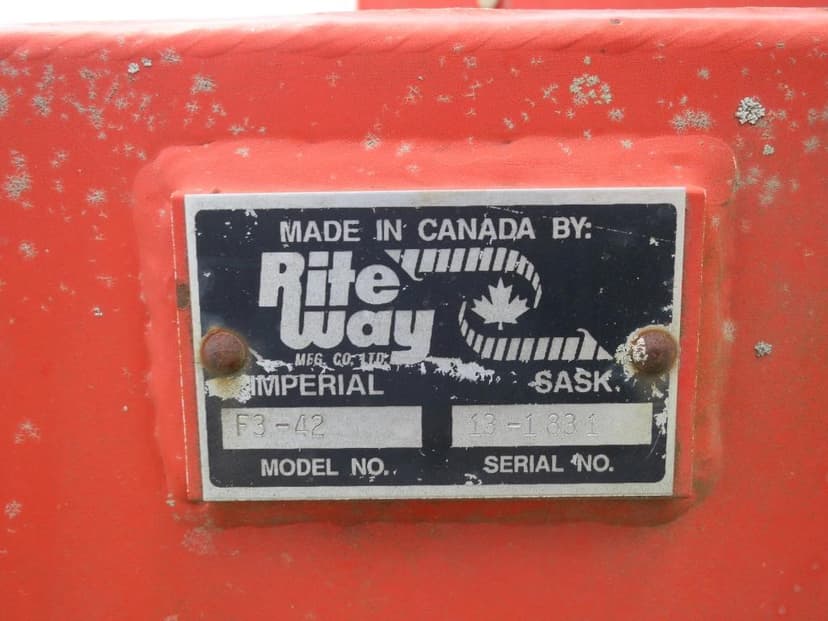 MADE IN CANADA BY:
Rite
Way
MFG. CO. LTD.
IMPERIAL SASK.
F3-42 13-1831
MODEL NO. SERIAL NO.